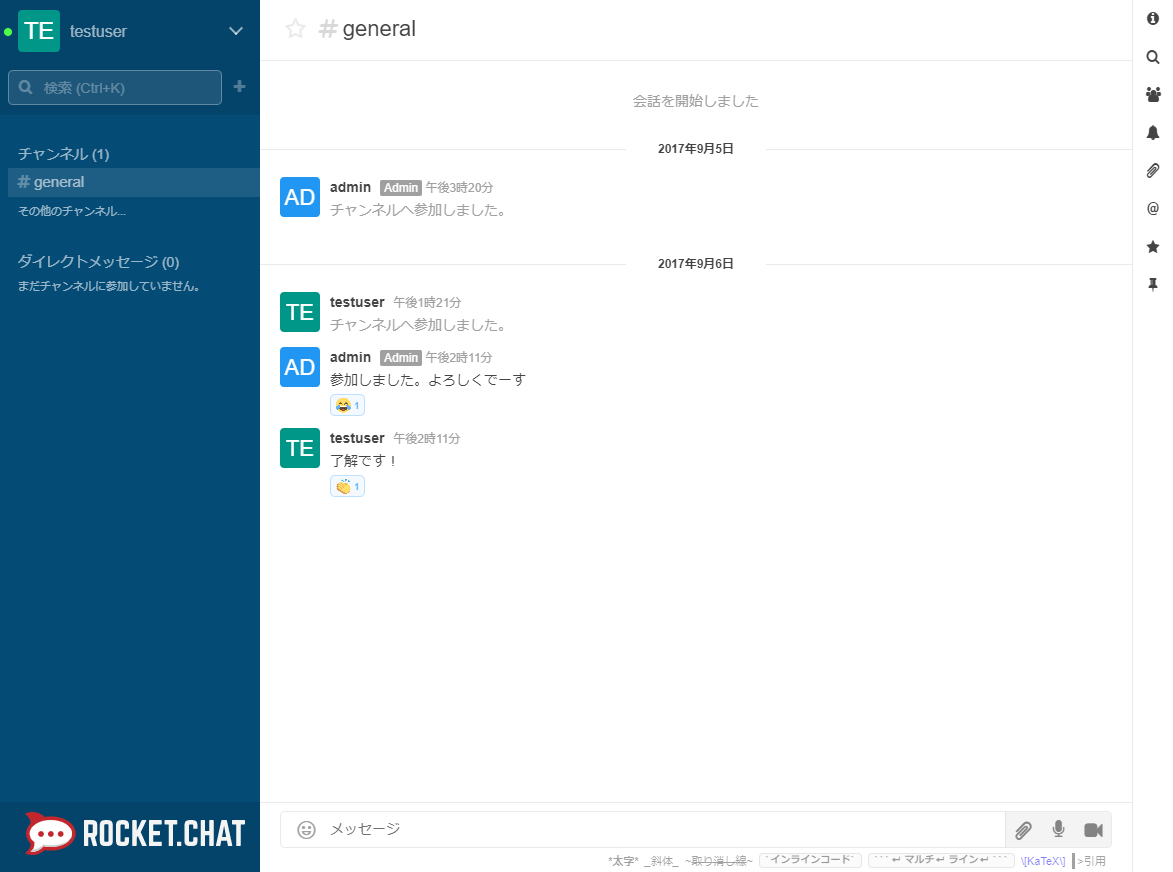 TE testuser
検索 (Ctrl+K)
チャンネル (1)
# general
その他のチャンネル...
ダイレクトメッセージ (0)
まだチャンネルに参加していません。
ROCKET.CHAT
# general
会話を開始しました
2017年9月5日
AD admin Admin 午後3時20分
チャンネルへ参加しました。
2017年9月6日
TE testuser 午後1時21分
チャンネルへ参加しました。
AD admin Admin 午後2時11分
参加しました。よろしくでーす
1
TE testuser 午後2時11分
了解です！
1
メッセージ
*太字* _斜体_ ~取り消し線~ `インラインコード` ```↵ マルチ↵ ライン↵ ``` \[KaTeX\] >引用
@